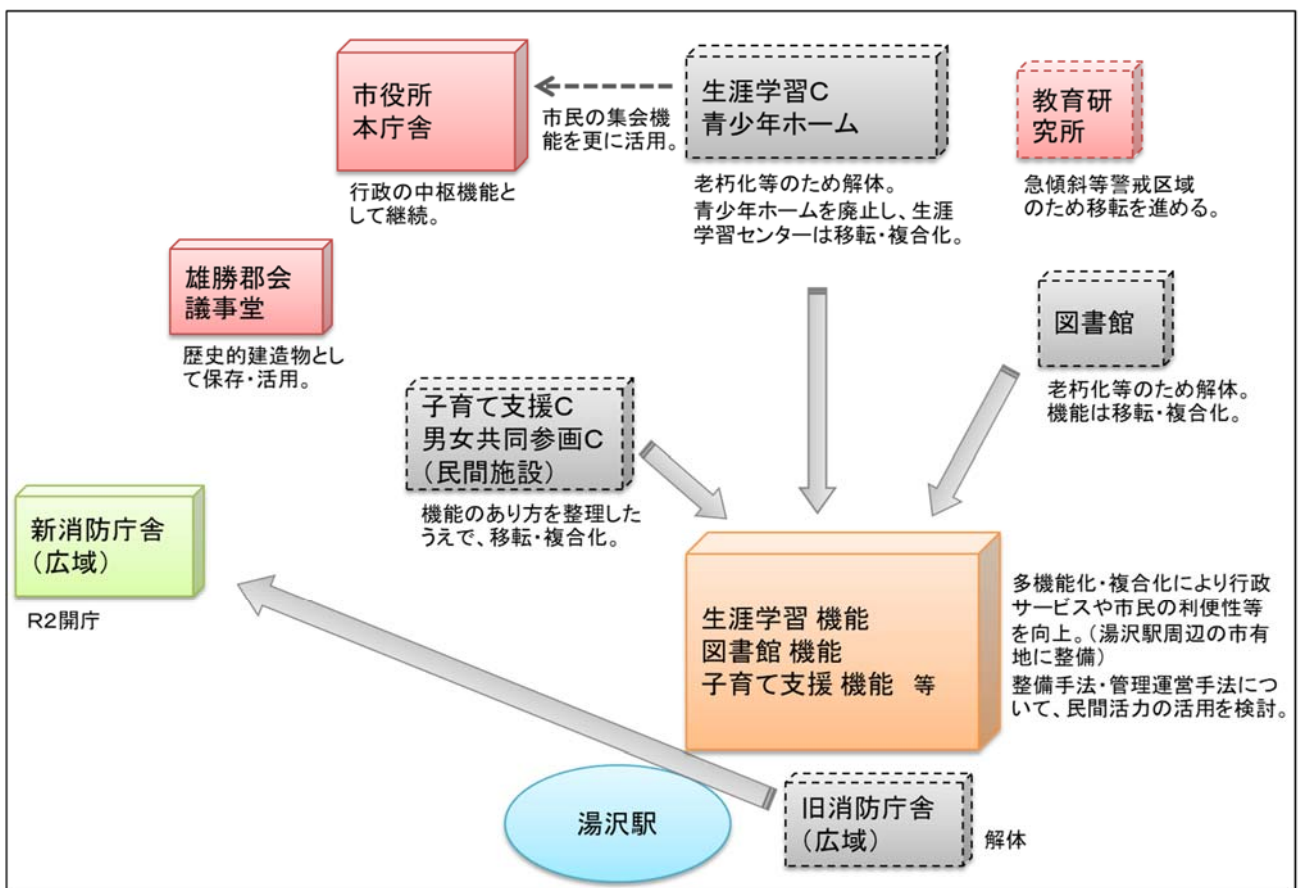 市役所
本庁舎
行政の中枢機能と
して継続。
市民の集会機
能を更に活用。
生涯学習C
青少年ホーム
老朽化等のため解体。
青少年ホームを廃止し、生涯
学習センターは移転・複合化。
教育研
究所
急傾斜等警戒区域
のため移転を進める。
雄勝郡会
議事堂
歴史的建造物とし
て保存・活用。
図書館
老朽化等のため解体。
機能は移転・複合化。
子育て支援C
男女共同参画C
（民間施設）
機能のあり方を整理した
うえで、移転・複合化。
新消防庁舎
（広域）
R2開庁
生涯学習 機能
図書館 機能
子育て支援 機能 等
多機能化・複合化により行政
サービスや市民の利便性等
を向上。（湯沢駅周辺の市有
地に整備）
整備手法・管理運営手法につ
いて、民間活力の活用を検討。
湯沢駅
旧消防庁舎
（広域）
解体